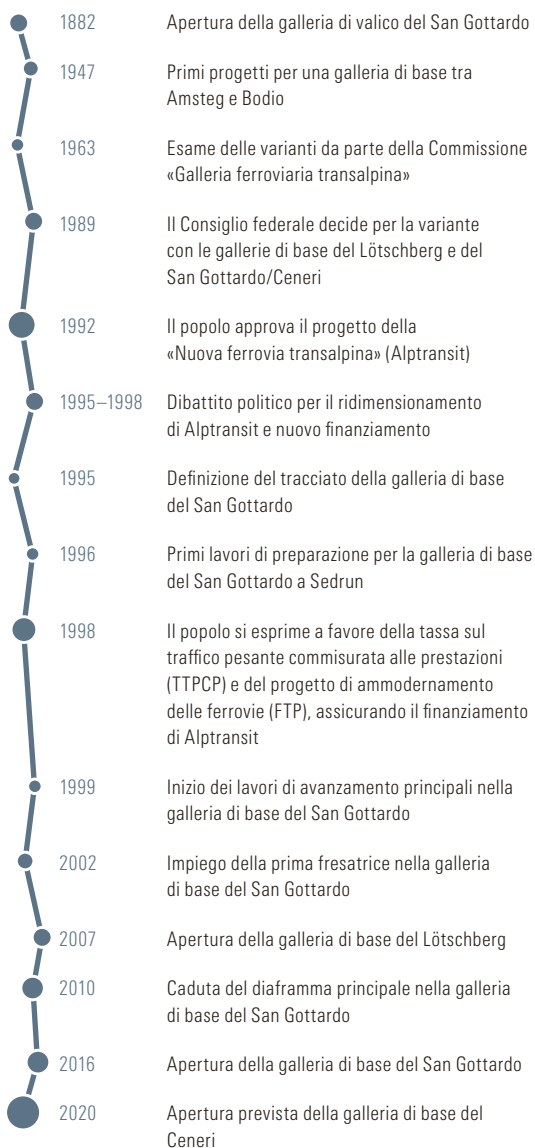 1882 Apertura della galleria di valico del San Gottardo
1947 Primi progetti per una galleria di base tra
Amsteg e Bodio
1963 Esame delle varianti da parte della Commissione
«Galleria ferroviaria transalpina»
1989 Il Consiglio federale decide per la variante
con le gallerie di base del Lötschberg e del
San Gottardo/Ceneri
1992 Il popolo approva il progetto della
«Nuova ferrovia transalpina» (Alptransit)
1995–1998 Dibattito politico per il ridimensionamento
di Alptransit e nuovo finanziamento
1995 Definizione del tracciato della galleria di base
del San Gottardo
1996 Primi lavori di preparazione per la galleria di base
del San Gottardo a Sedrun
1998 Il popolo si esprime a favore della tassa sul
traffico pesante commisurata alle prestazioni
(TTPCP) e del progetto di ammodernamento
delle ferrovie (FTP), assicurando il finanziamento
di Alptransit
1999 Inizio dei lavori di avanzamento principali nella
galleria di base del San Gottardo
2002 Impiego della prima fresatrice nella galleria
di base del San Gottardo
2007 Apertura della galleria di base del Lötschberg
2010 Caduta del diaframma principale nella galleria
di base del San Gottardo
2016 Apertura della galleria di base del San Gottardo
2020 Apertura prevista della galleria di base del
Ceneri